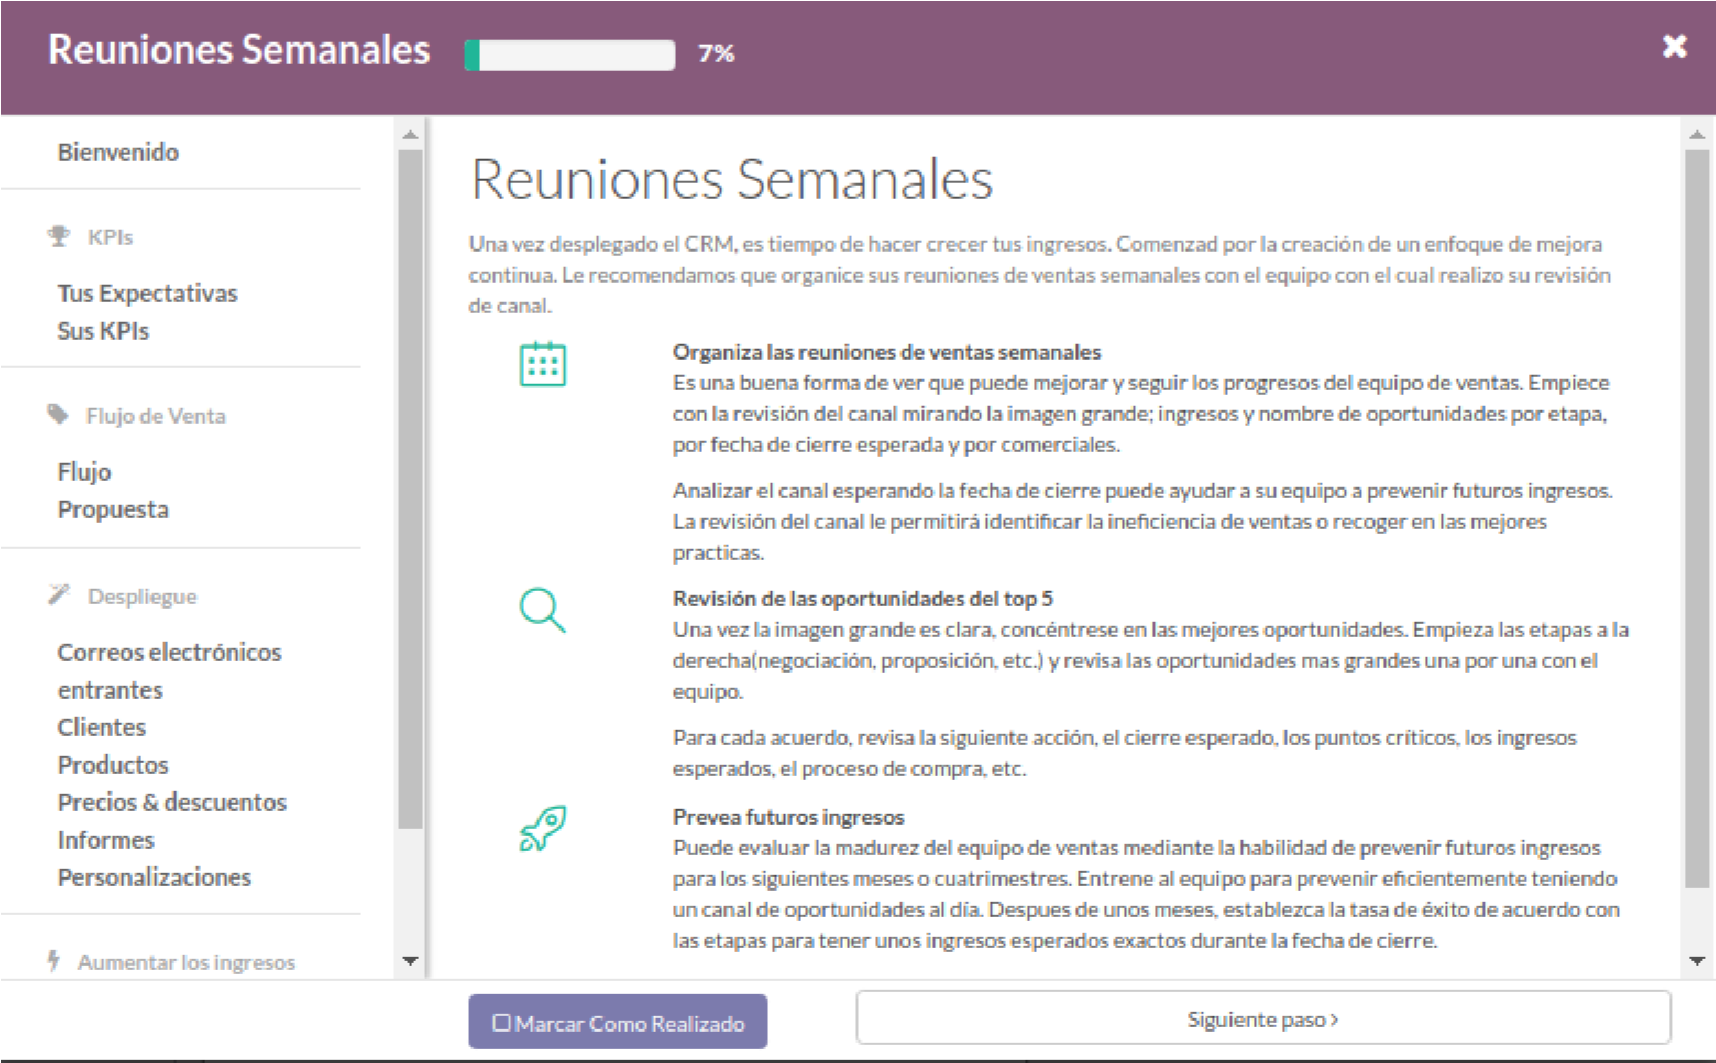 Reuniones Semanales 7%
Bienvenido
KPIs
Tus Expectativas
Sus KPIs
Flujo de Venta
Flujo
Propuesta
Despliegue
Correos electrónicos
entrantes
Clientes
Productos
Precios & descuentos
Informes
Personalizaciones
Aumentar los ingresos
Reuniones Semanales
Una vez desplegado el CRM, es tiempo de hacer crecer tus ingresos. Comenzad por la creación de un enfoque de mejora
continua. Le recomendamos que organice sus reuniones de ventas semanales con el equipo con el cual realizo su revisión
de canal.
Organiza las reuniones de ventas semanales
Es una buena forma de ver que puede mejorar y seguir los progresos del equipo de ventas. Empiece
con la revisión del canal mirando la imagen grande; ingresos y nombre de oportunidades por etapa,
por fecha de cierre esperada y por comerciales.
Analizar el canal esperando la fecha de cierre puede ayudar a su equipo a prevenir futuros ingresos.
La revisión del canal le permitirá identificar la ineficiencia de ventas o recoger en las mejores
practicas.
Revisión de las oportunidades del top 5
Una vez la imagen grande es clara, concéntrese en las mejores oportunidades. Empieza las etapas a la
derecha(negociación, proposición, etc.) y revisa las oportunidades mas grandes una por una con el
equipo.
Para cada acuerdo, revisa la siguiente acción, el cierre esperado, los puntos críticos, los ingresos
esperados, el proceso de compra, etc.
Prevea futuros ingresos
Puede evaluar la madurez del equipo de ventas mediante la habilidad de prevenir futuros ingresos
para los siguientes meses o cuatrimestres. Entrene al equipo para prevenir eficientemente teniendo
un canal de oportunidades al día. Despues de unos meses, establezca la tasa de éxito de acuerdo con
las etapas para tener unos ingresos esperados exactos durante la fecha de cierre.
Marcar Como Realizado
Siguiente paso ›